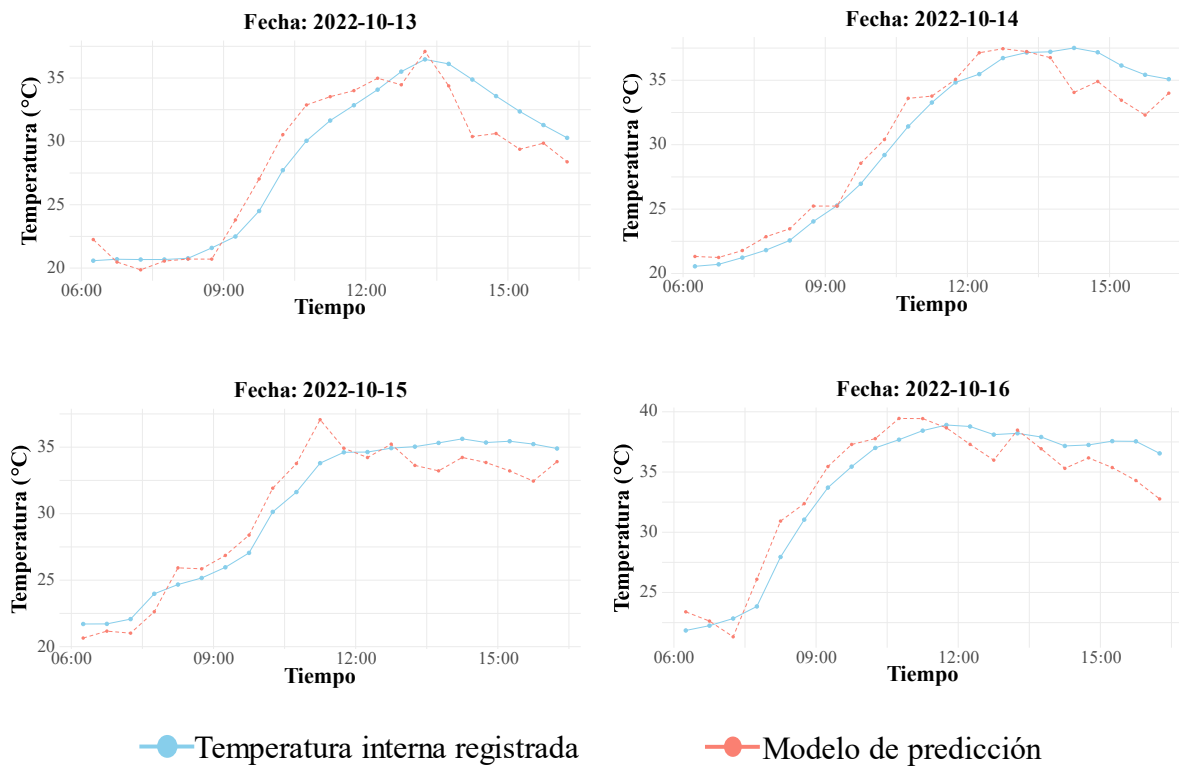 Fecha: 2022-10-13
Temperatura (°C)
35
30
25
20
06:00 09:00 12:00 15:00
Tiempo
Fecha: 2022-10-14
Temperatura (°C)
35
30
25
20
06:00 09:00 12:00 15:00
Tiempo
Fecha: 2022-10-15
Temperatura (°C)
35
30
25
20
06:00 09:00 12:00 15:00
Tiempo
Fecha: 2022-10-16
Temperatura (°C)
40
35
30
25
06:00 09:00 12:00 15:00
Tiempo
Temperatura interna registrada
Modelo de predicción